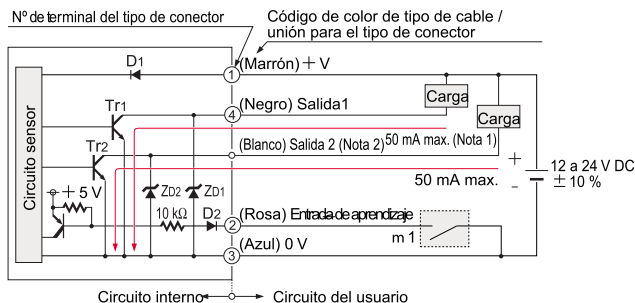 Nº de terminal del tipo de conector
Código de color de tipo de cable /
unión para el tipo de conector
D1
1
(Marrón) + V
Carga
Carga
4
(Negro) Salida1
Tr1
Tr2
(Blanco) Salida 2 (Nota 2)
50 mA max. (Nota 1)
Circuito sensor
+ 5 V
ZD2
ZD1
50 mA max.
+
-
12 a 24 V DC
± 10 %
10 kΩ
D2
2
(Rosa) Entrada de aprendizaje
m 1
3
(Azul) 0 V
Circuito interno
Circuito del usuario